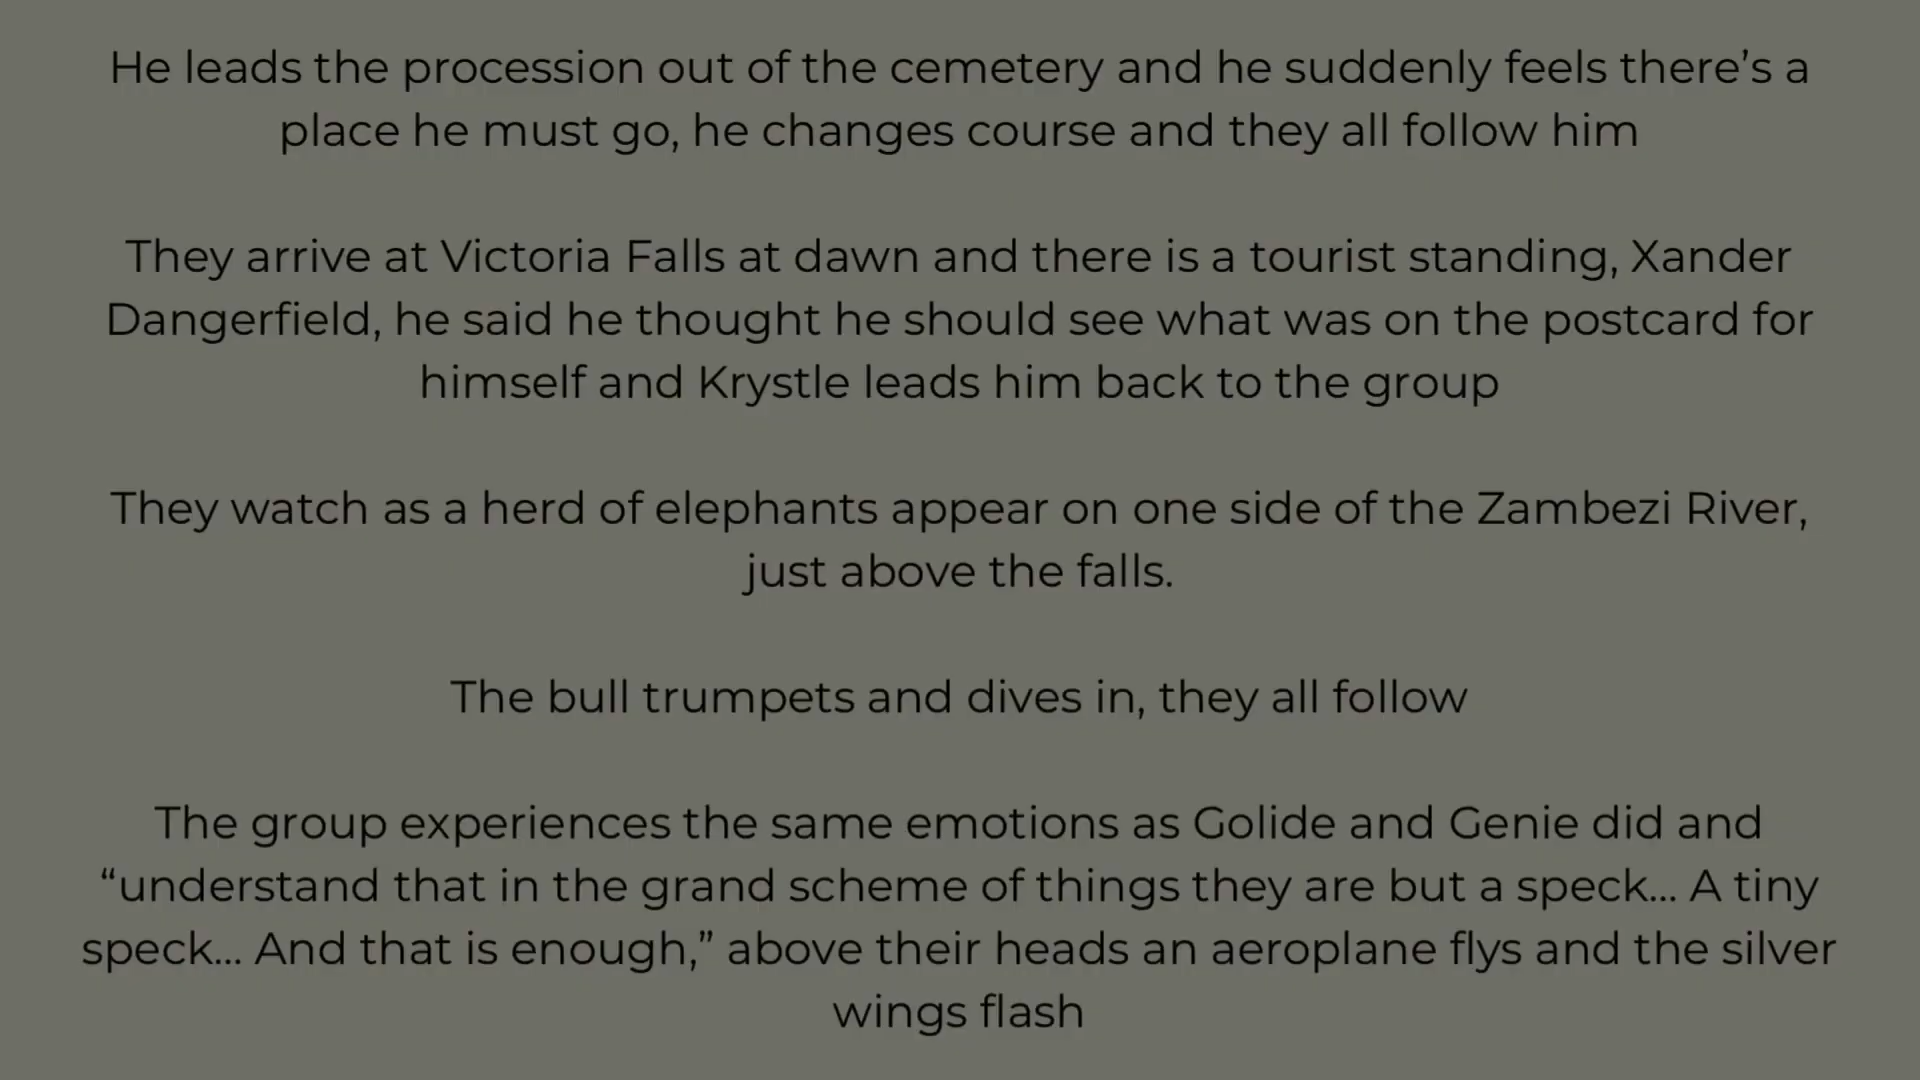 He leads the procession out of the cemetery and he suddenly feels there’s a
place he must go, he changes course and they all follow him
They arrive at Victoria Falls at dawn and there is a tourist standing, Xander
Dangerfield, he said he thought he should see what was on the postcard for
himself and Krystle leads him back to the group
They watch as a herd of elephants appear on one side of the Zambezi River,
just above the falls.
The bull trumpets and dives in, they all follow
The group experiences the same emotions as Golide and Genie did and
“understand that in the grand scheme of things they are but a speck... A tiny
speck... And that is enough,” above their heads an aeroplane flys and the silver
wings flash